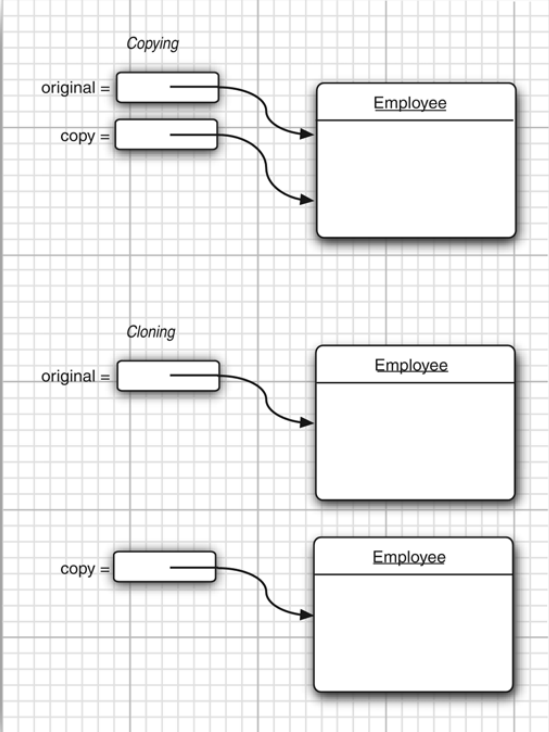 Copying
original =
Employee
copy =
Cloning
original =
Employee
copy =
Employee